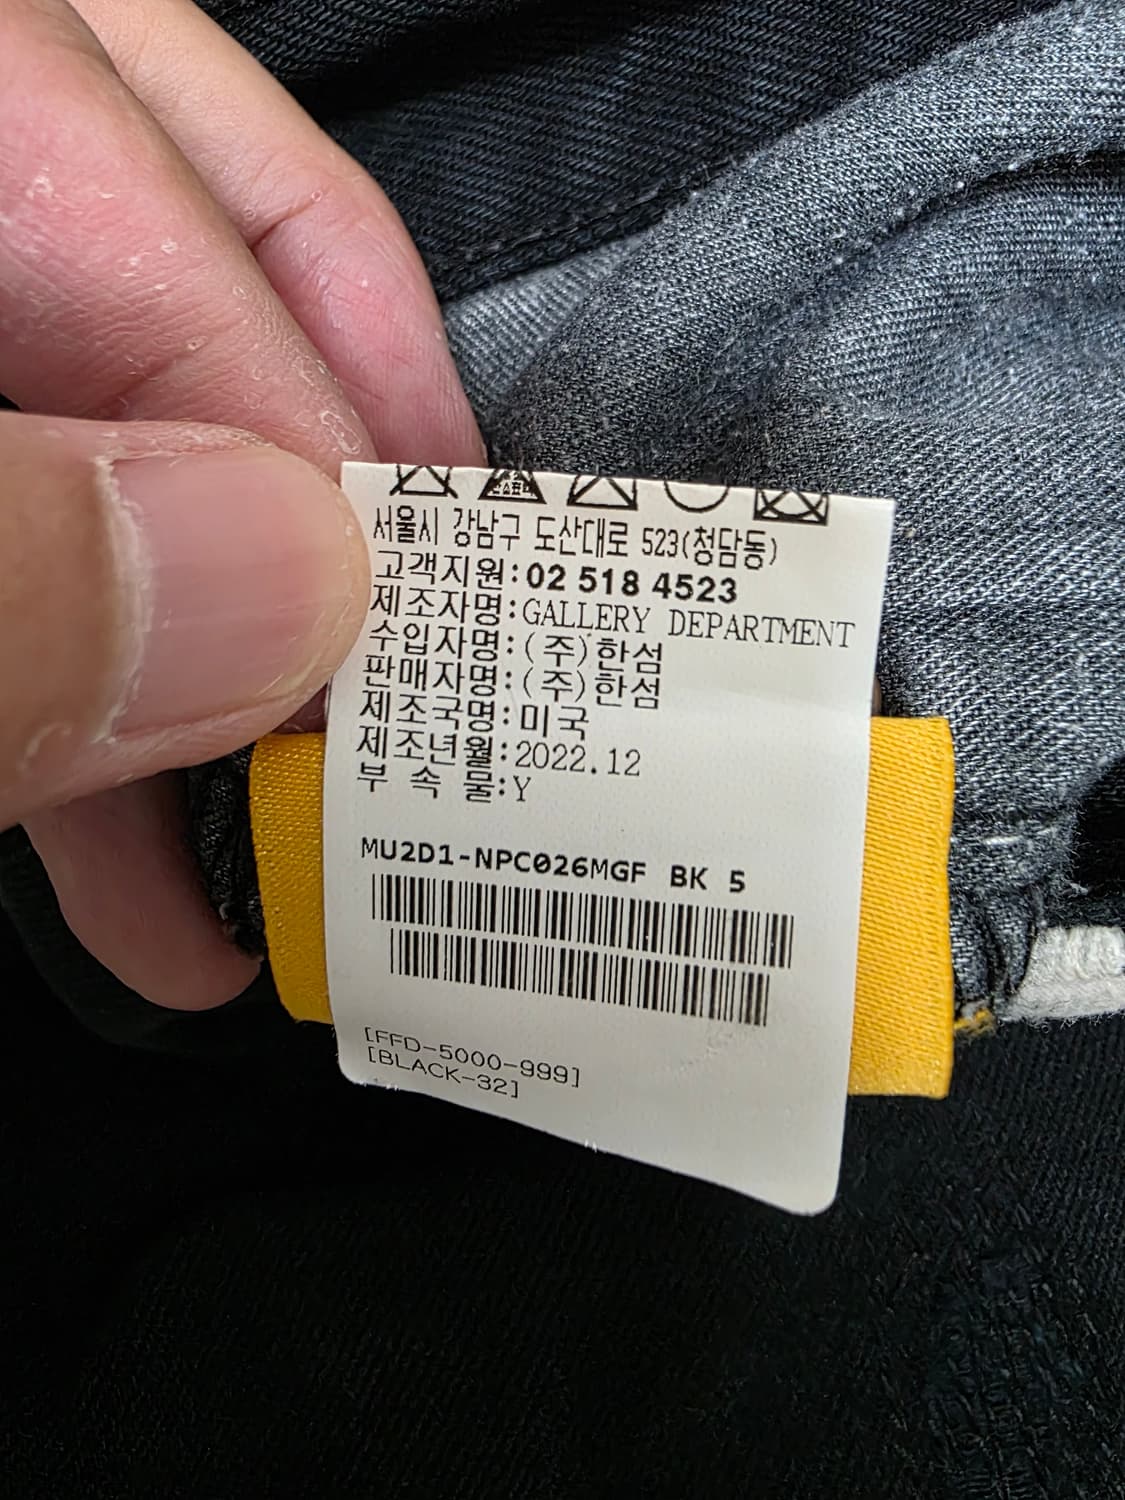 서울시 강남구 도산대로 523(청담동)
고객지원:02 518 4523
제조자명:GALLERY DEPARTMENT
수입자명:(주)한섬
판매자명:(주)한섬
제조국명:미국
제조년월:2022.12
부 속 물:Y
MU2D1-NPC026MGF BK 5
[FFD-5000-999]
[BLACK-32]